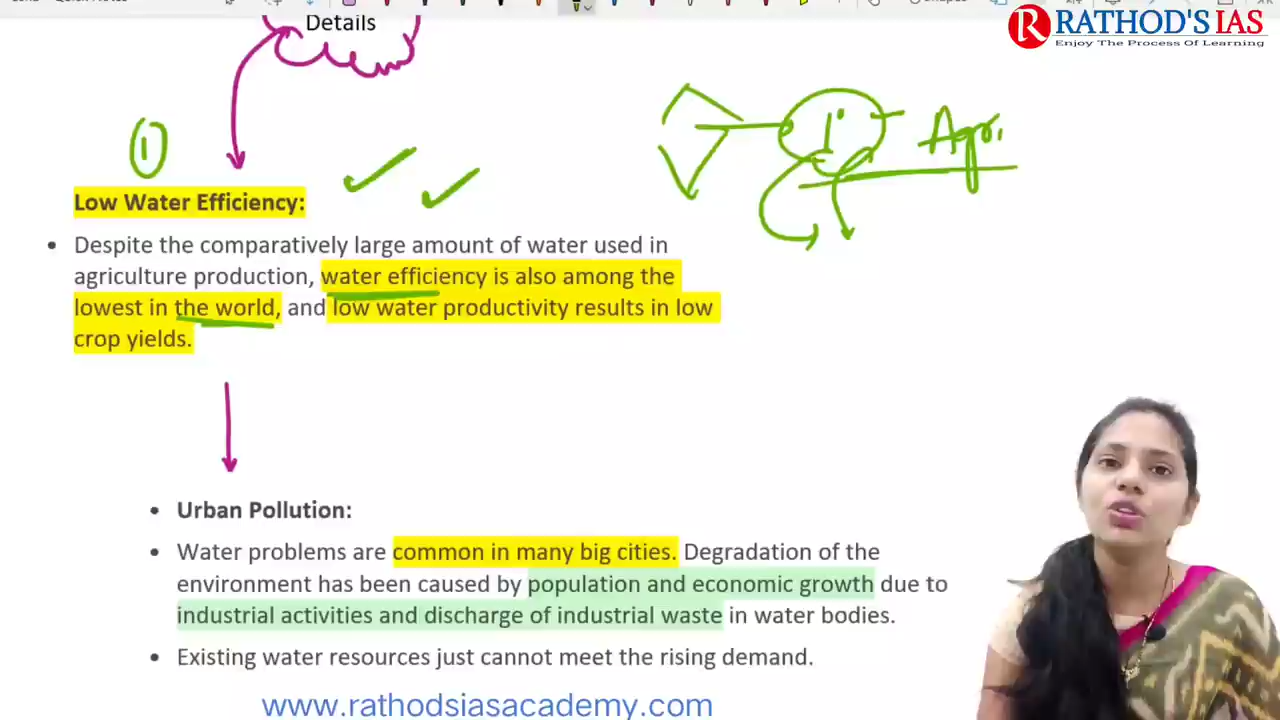 Details
RATHOD'S IAS
Enjoy The Process Of Learning
1
1°
Agri.
Low Water Efficiency:
• Despite the comparatively large amount of water used in
agriculture production, water efficiency is also among the
lowest in the world, and low water productivity results in low
crop yields.
• Urban Pollution:
• Water problems are common in many big cities. Degradation of the
environment has been caused by population and economic growth due to
industrial activities and discharge of industrial waste in water bodies.
• Existing water resources just cannot meet the rising demand.
www.rathodsiasacademy.com